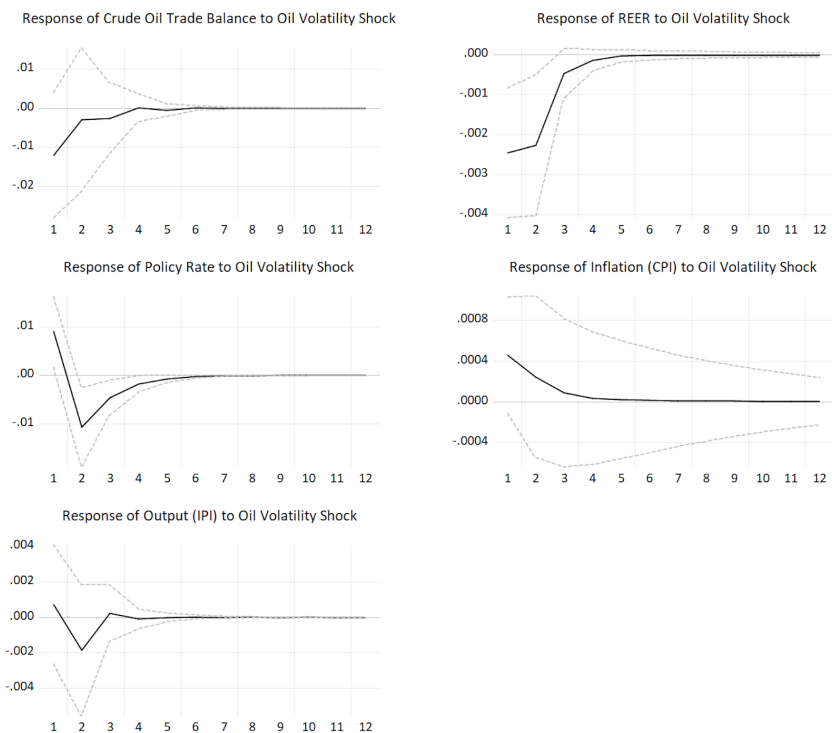 Response of Crude Oil Trade Balance to Oil Volatility Shock
.01
.00
-.01
-.02
1 2 3 4 5 6 7 8 9 10 11 12
Response of REER to Oil Volatility Shock
.000
-.001
-.002
-.003
-.004
1 2 3 4 5 6 7 8 9 10 11 12
Response of Policy Rate to Oil Volatility Shock
.01
.00
-.01
1 2 3 4 5 6 7 8 9 10 11 12
Response of Inflation (CPI) to Oil Volatility Shock
.0008
.0004
.0000
-.0004
1 2 3 4 5 6 7 8 9 10 11 12
Response of Output (IPI) to Oil Volatility Shock
.004
.002
.000
-.002
-.004
1 2 3 4 5 6 7 8 9 10 11 12